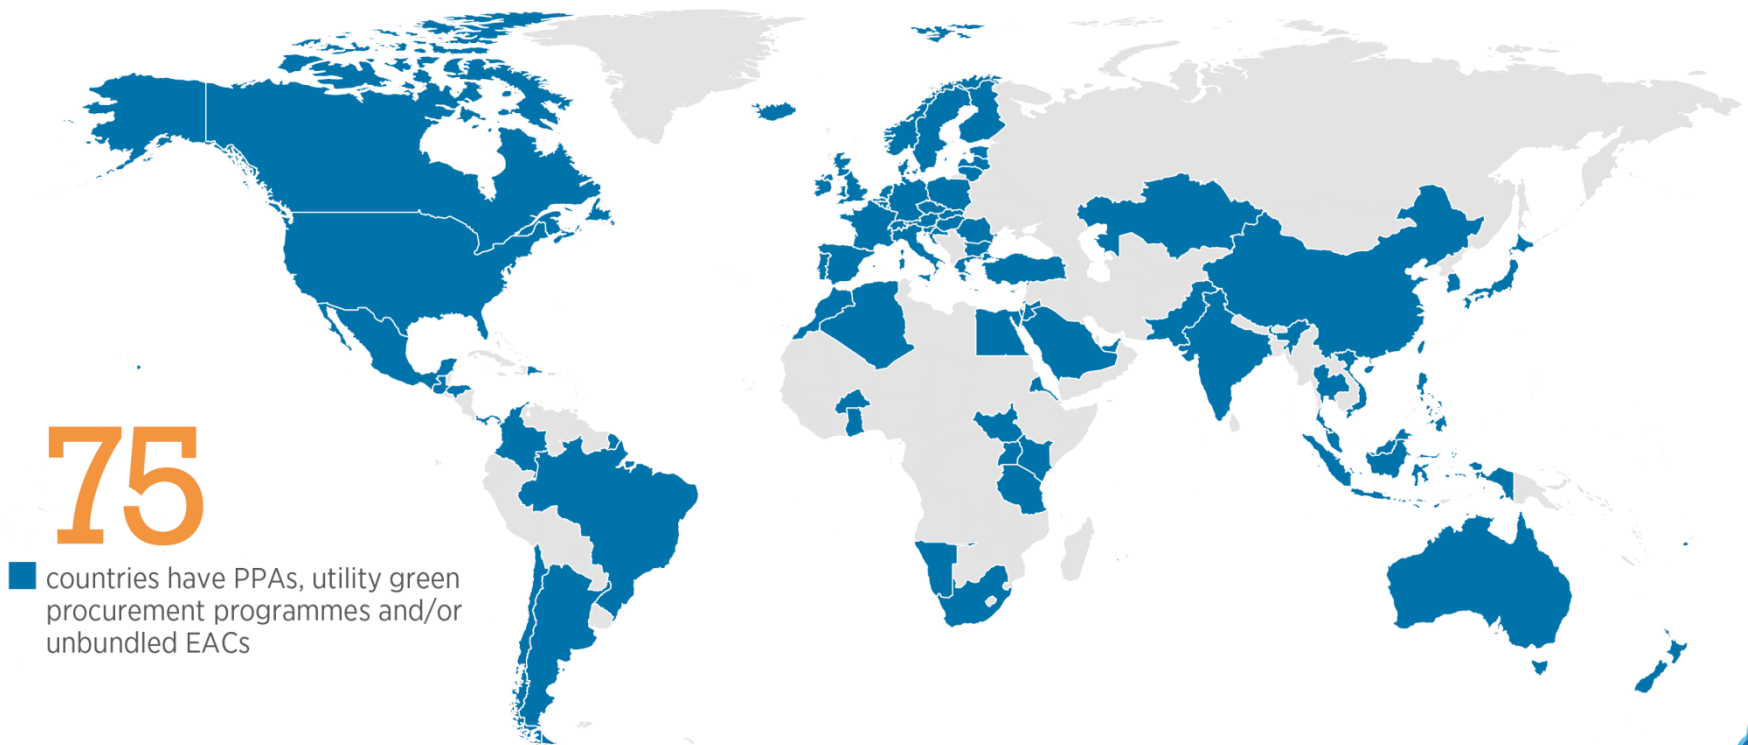 75
countries have PPAs, utility green
procurement programmes and/or
unbundled EACs